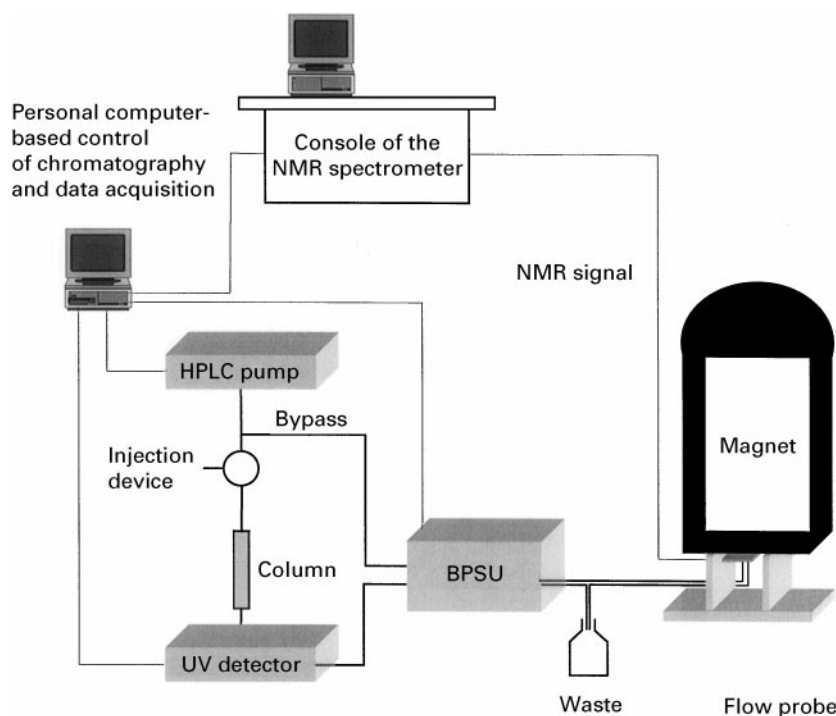 Personal computer-
based control
of chromatography
and data acquisition
Console of the
NMR spectrometer
NMR signal
HPLC pump
Bypass
Injection
device
Magnet
Column
BPSU
UV detector
Waste
Flow probe